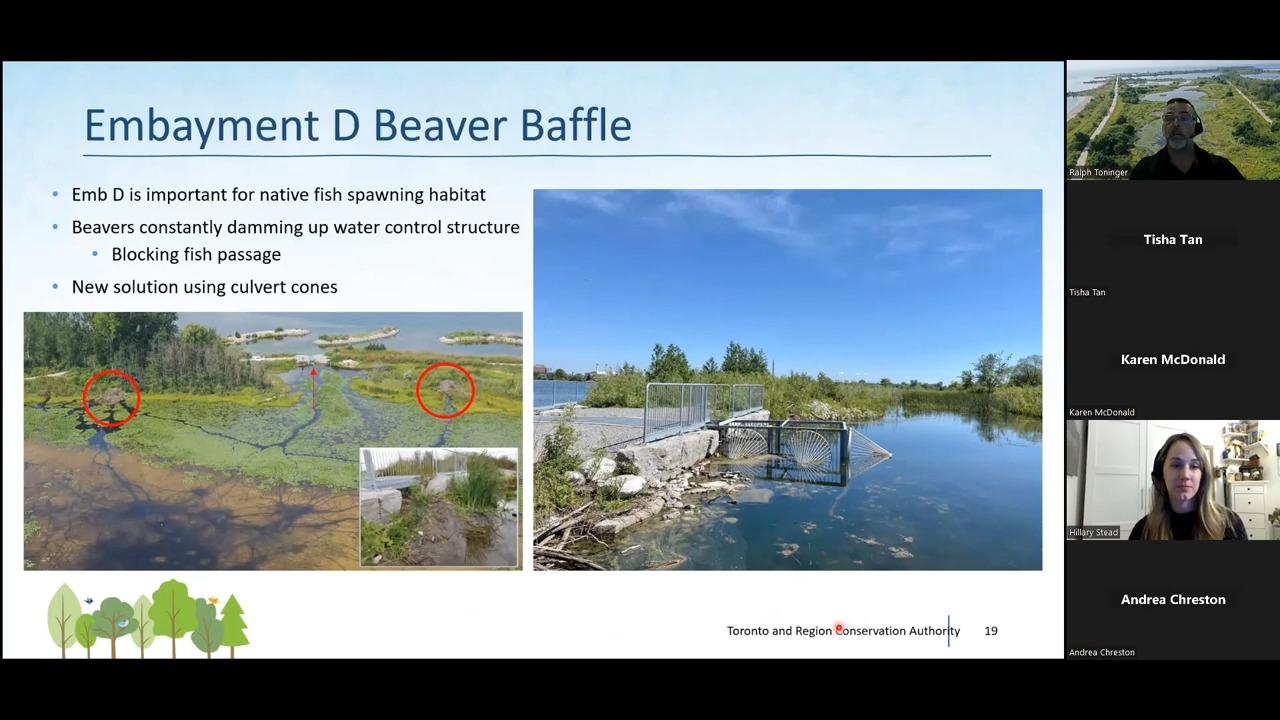 Embayment D Beaver Baffle
Emb D is important for native fish spawning habitat
Beavers constantly damming up water control structure
Blocking fish passage
New solution using culvert cones
Toronto and Region Conservation Authority
19
Ralph Toninger
Tisha Tan
Tisha Tan
Karen McDonald
Karen McDonald
Hillary Stead
Andrea Chreston
Andrea Chreston